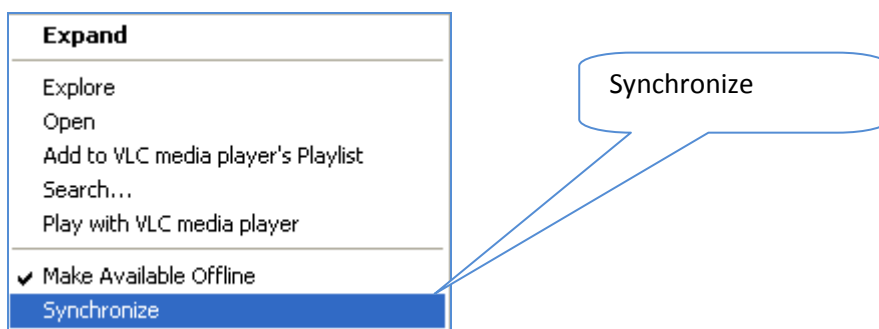 Expand
Explore
Open
Add to VLC media player's Playlist
Search...
Play with VLC media player
Make Available Offline
Synchronize
Synchronize